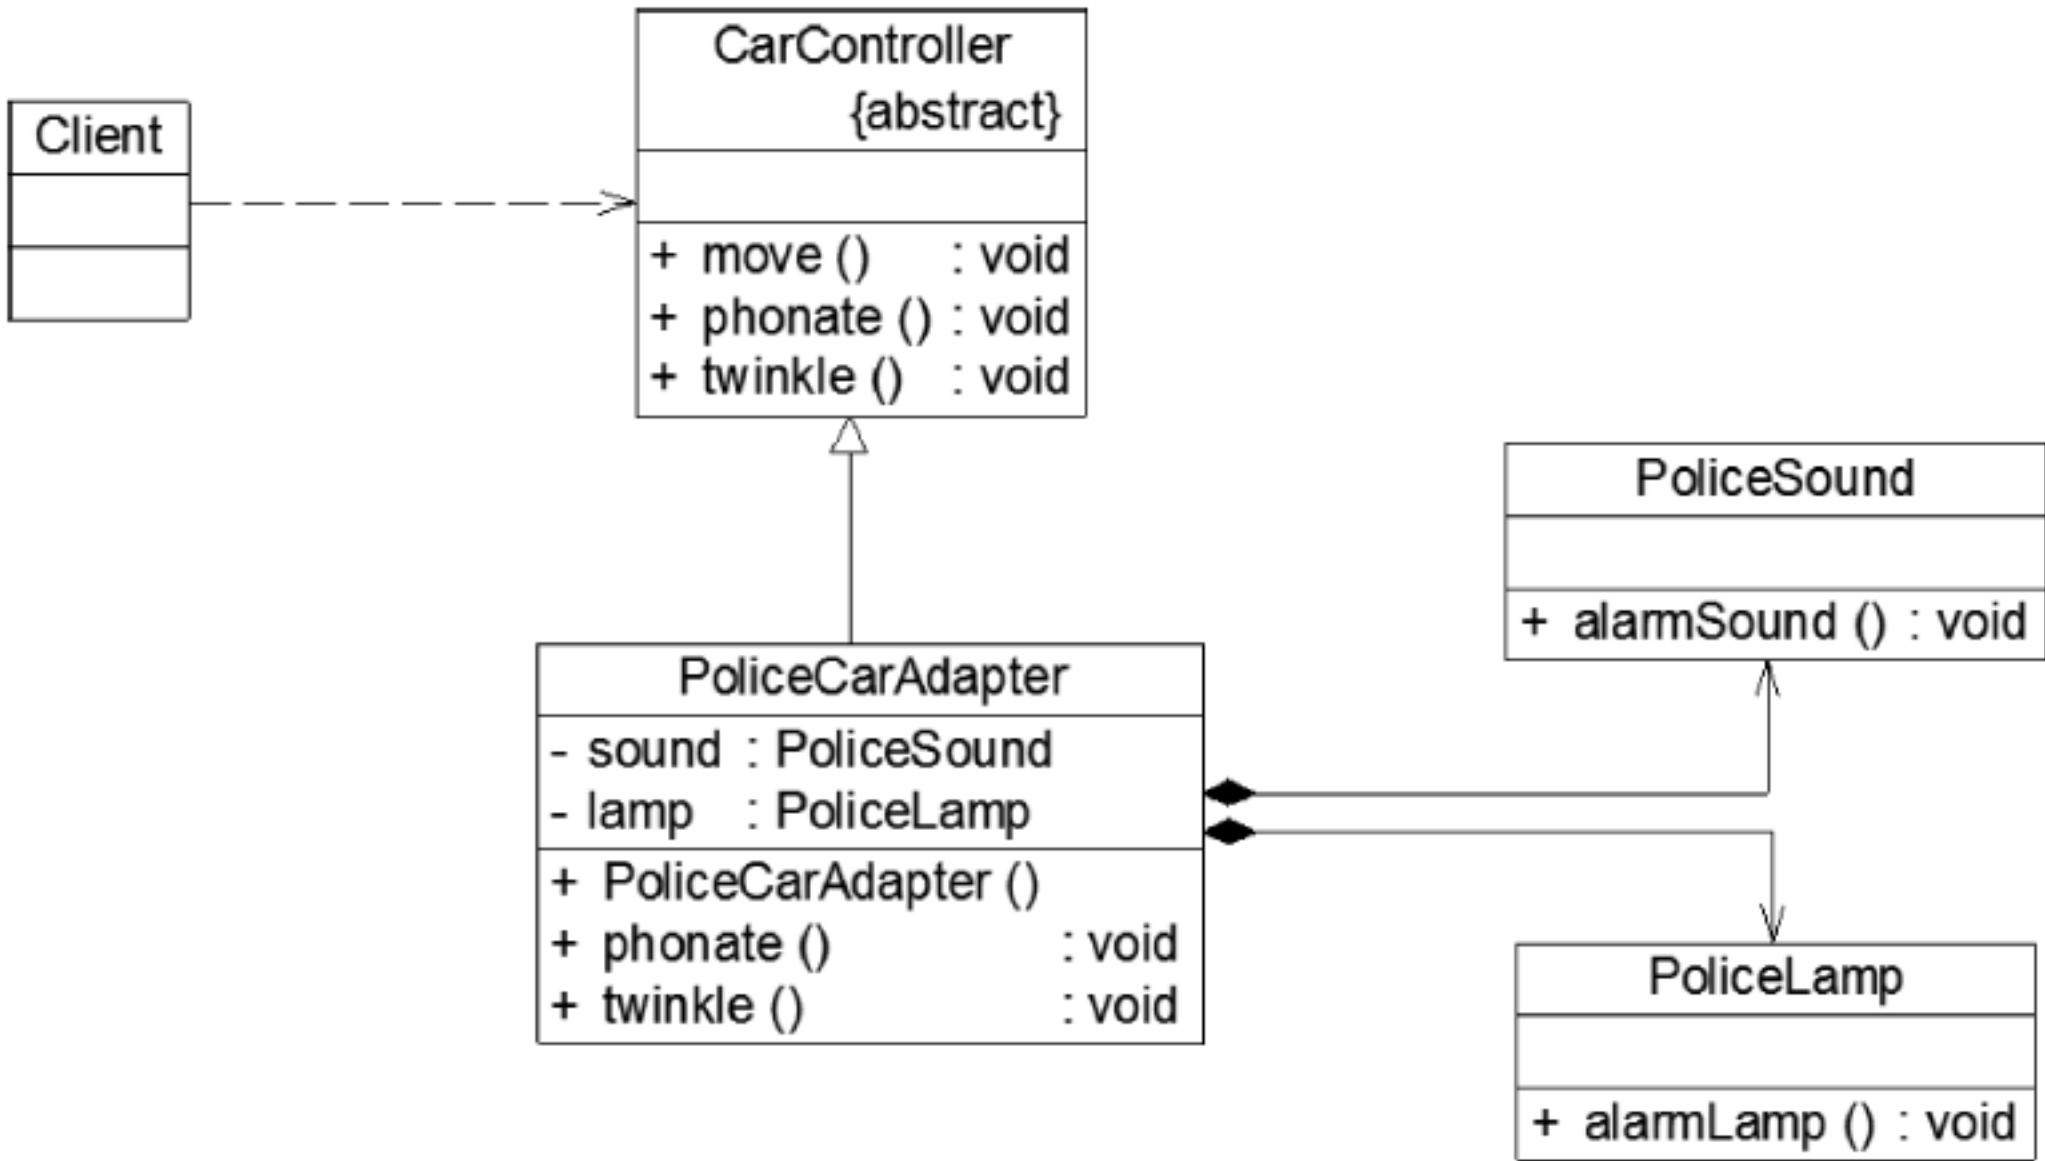 CarController
{abstract}
Client
+ move () : void
+ phonate () : void
+ twinkle () : void
PoliceSound
+ alarmSound () : void
PoliceCarAdapter
- sound : PoliceSound
- lamp : PoliceLamp
+ PoliceCarAdapter ()
+ phonate () : void
+ twinkle () : void
PoliceLamp
+ alarmLamp () : void